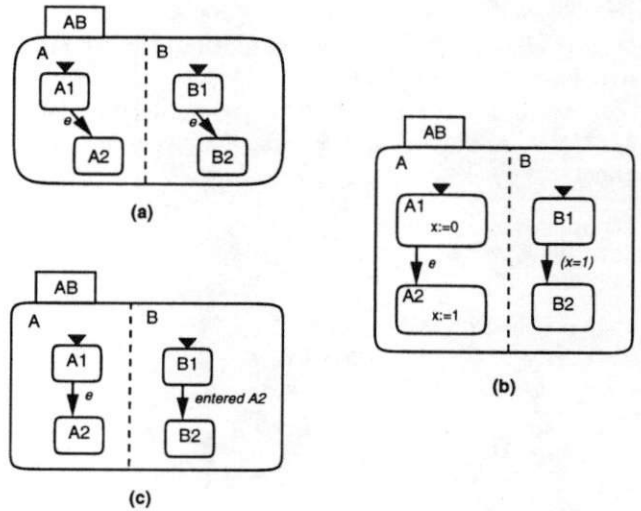 AB
A B
A1 B1
e e
A2 B2
(a)
AB
A B
A1
x:=0
B1
e (x=1)
A2
x:=1
B2
(b)
AB
A B
A1 B1
e entered A2
A2 B2
(c)